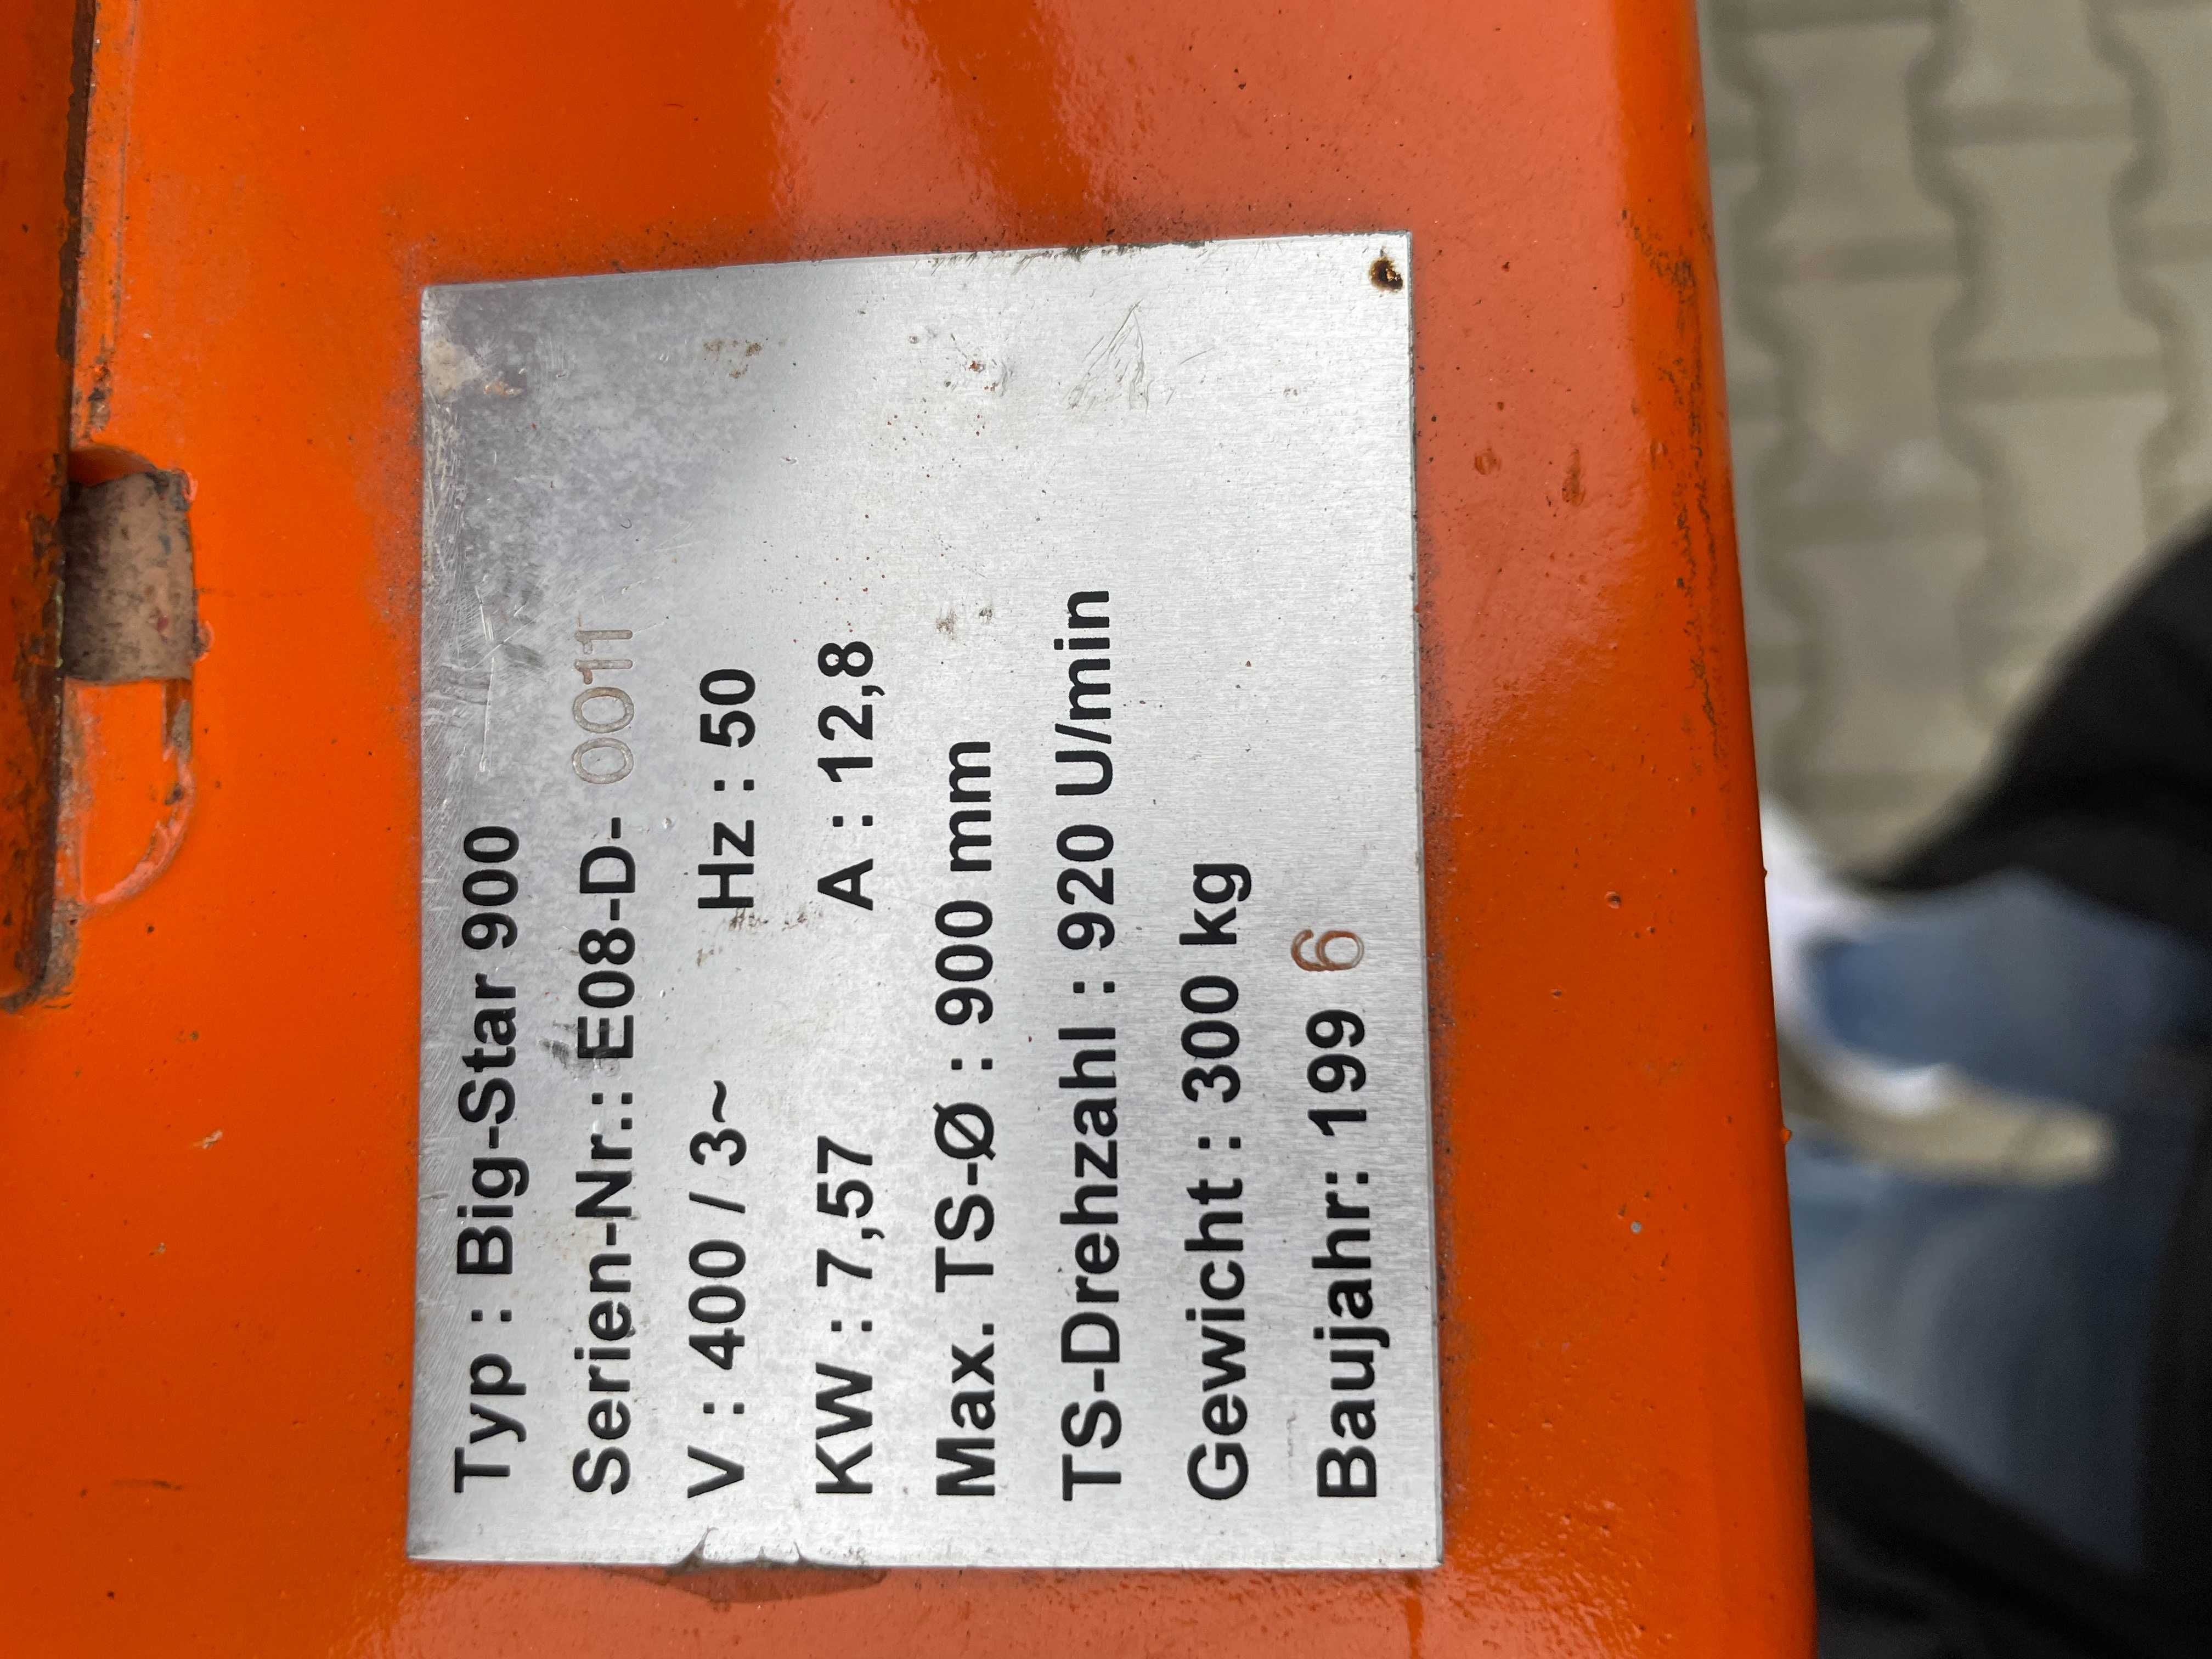 Typ : Big-Star 900
Serien-Nr.: E08-D- 0011
V : 400 / 3~ Hz : 50
KW : 7,57 A : 12,8
Max. TS-Ø : 900 mm
TS-Drehzahl : 920 U/min
Gewicht : 300 kg
Baujahr: 199 6